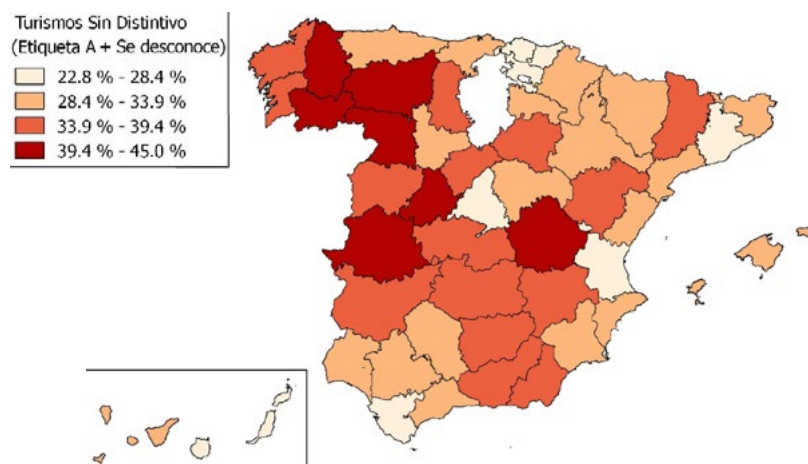 Turismos Sin Distintivo
(Etiqueta A + Se desconoce)
22.8 % - 28.4 %
28.4 % - 33.9 %
33.9 % - 39.4 %
39.4 % - 45.0 %